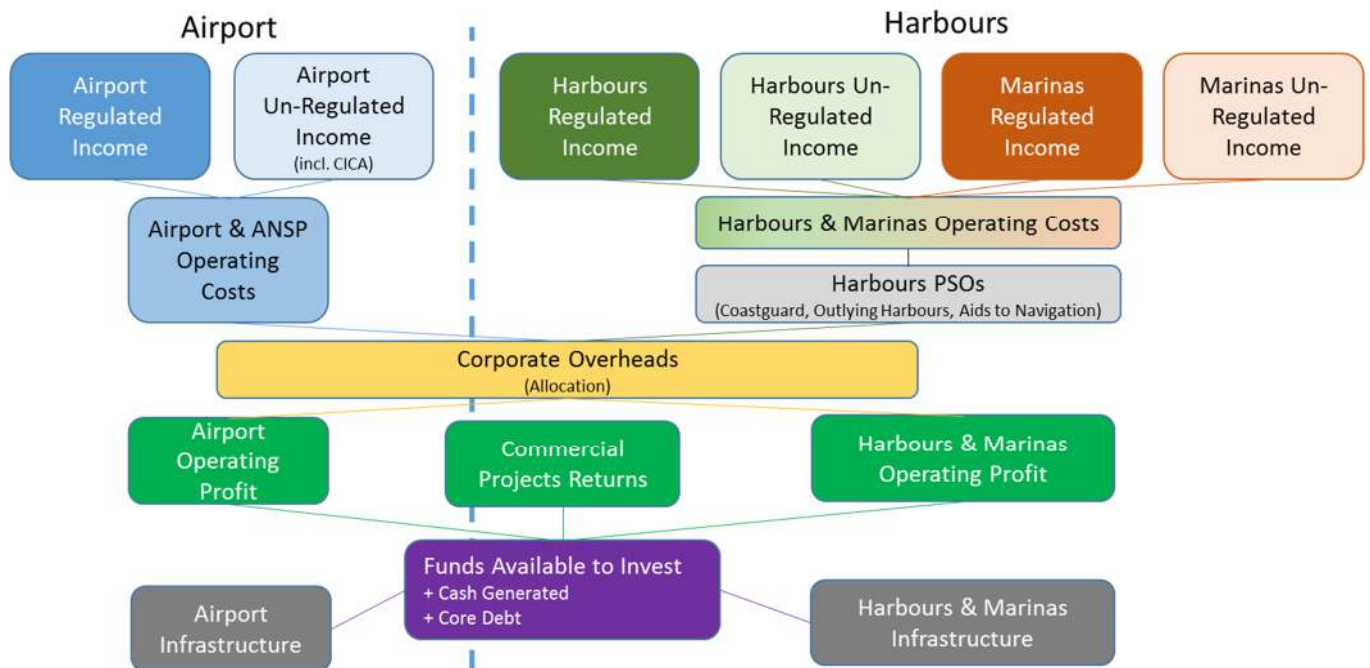 Airport
Harbours
Airport
Regulated
Income
Airport
Un-Regulated
Income
(incl. CICA)
Harbours
Regulated
Income
Harbours Un-
Regulated
Income
Marinas
Regulated
Income
Marinas Un-
Regulated
Income
Airport & ANSP
Operating
Costs
Harbours & Marinas Operating Costs
Harbours PSOs
(Coastguard, Outlying Harbours, Aids to Navigation)
Corporate Overheads
(Allocation)
Airport
Operating
Profit
Commercial
Projects Returns
Harbours & Marinas
Operating Profit
Funds Available to Invest
+ Cash Generated
+ Core Debt
Airport
Infrastructure
Harbours & Marinas
Infrastructure